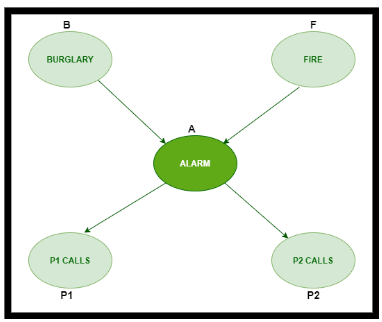 B
F
BURGLARY
FIRE
A
ALARM
P1 CALLS
P2 CALLS
P1
P2